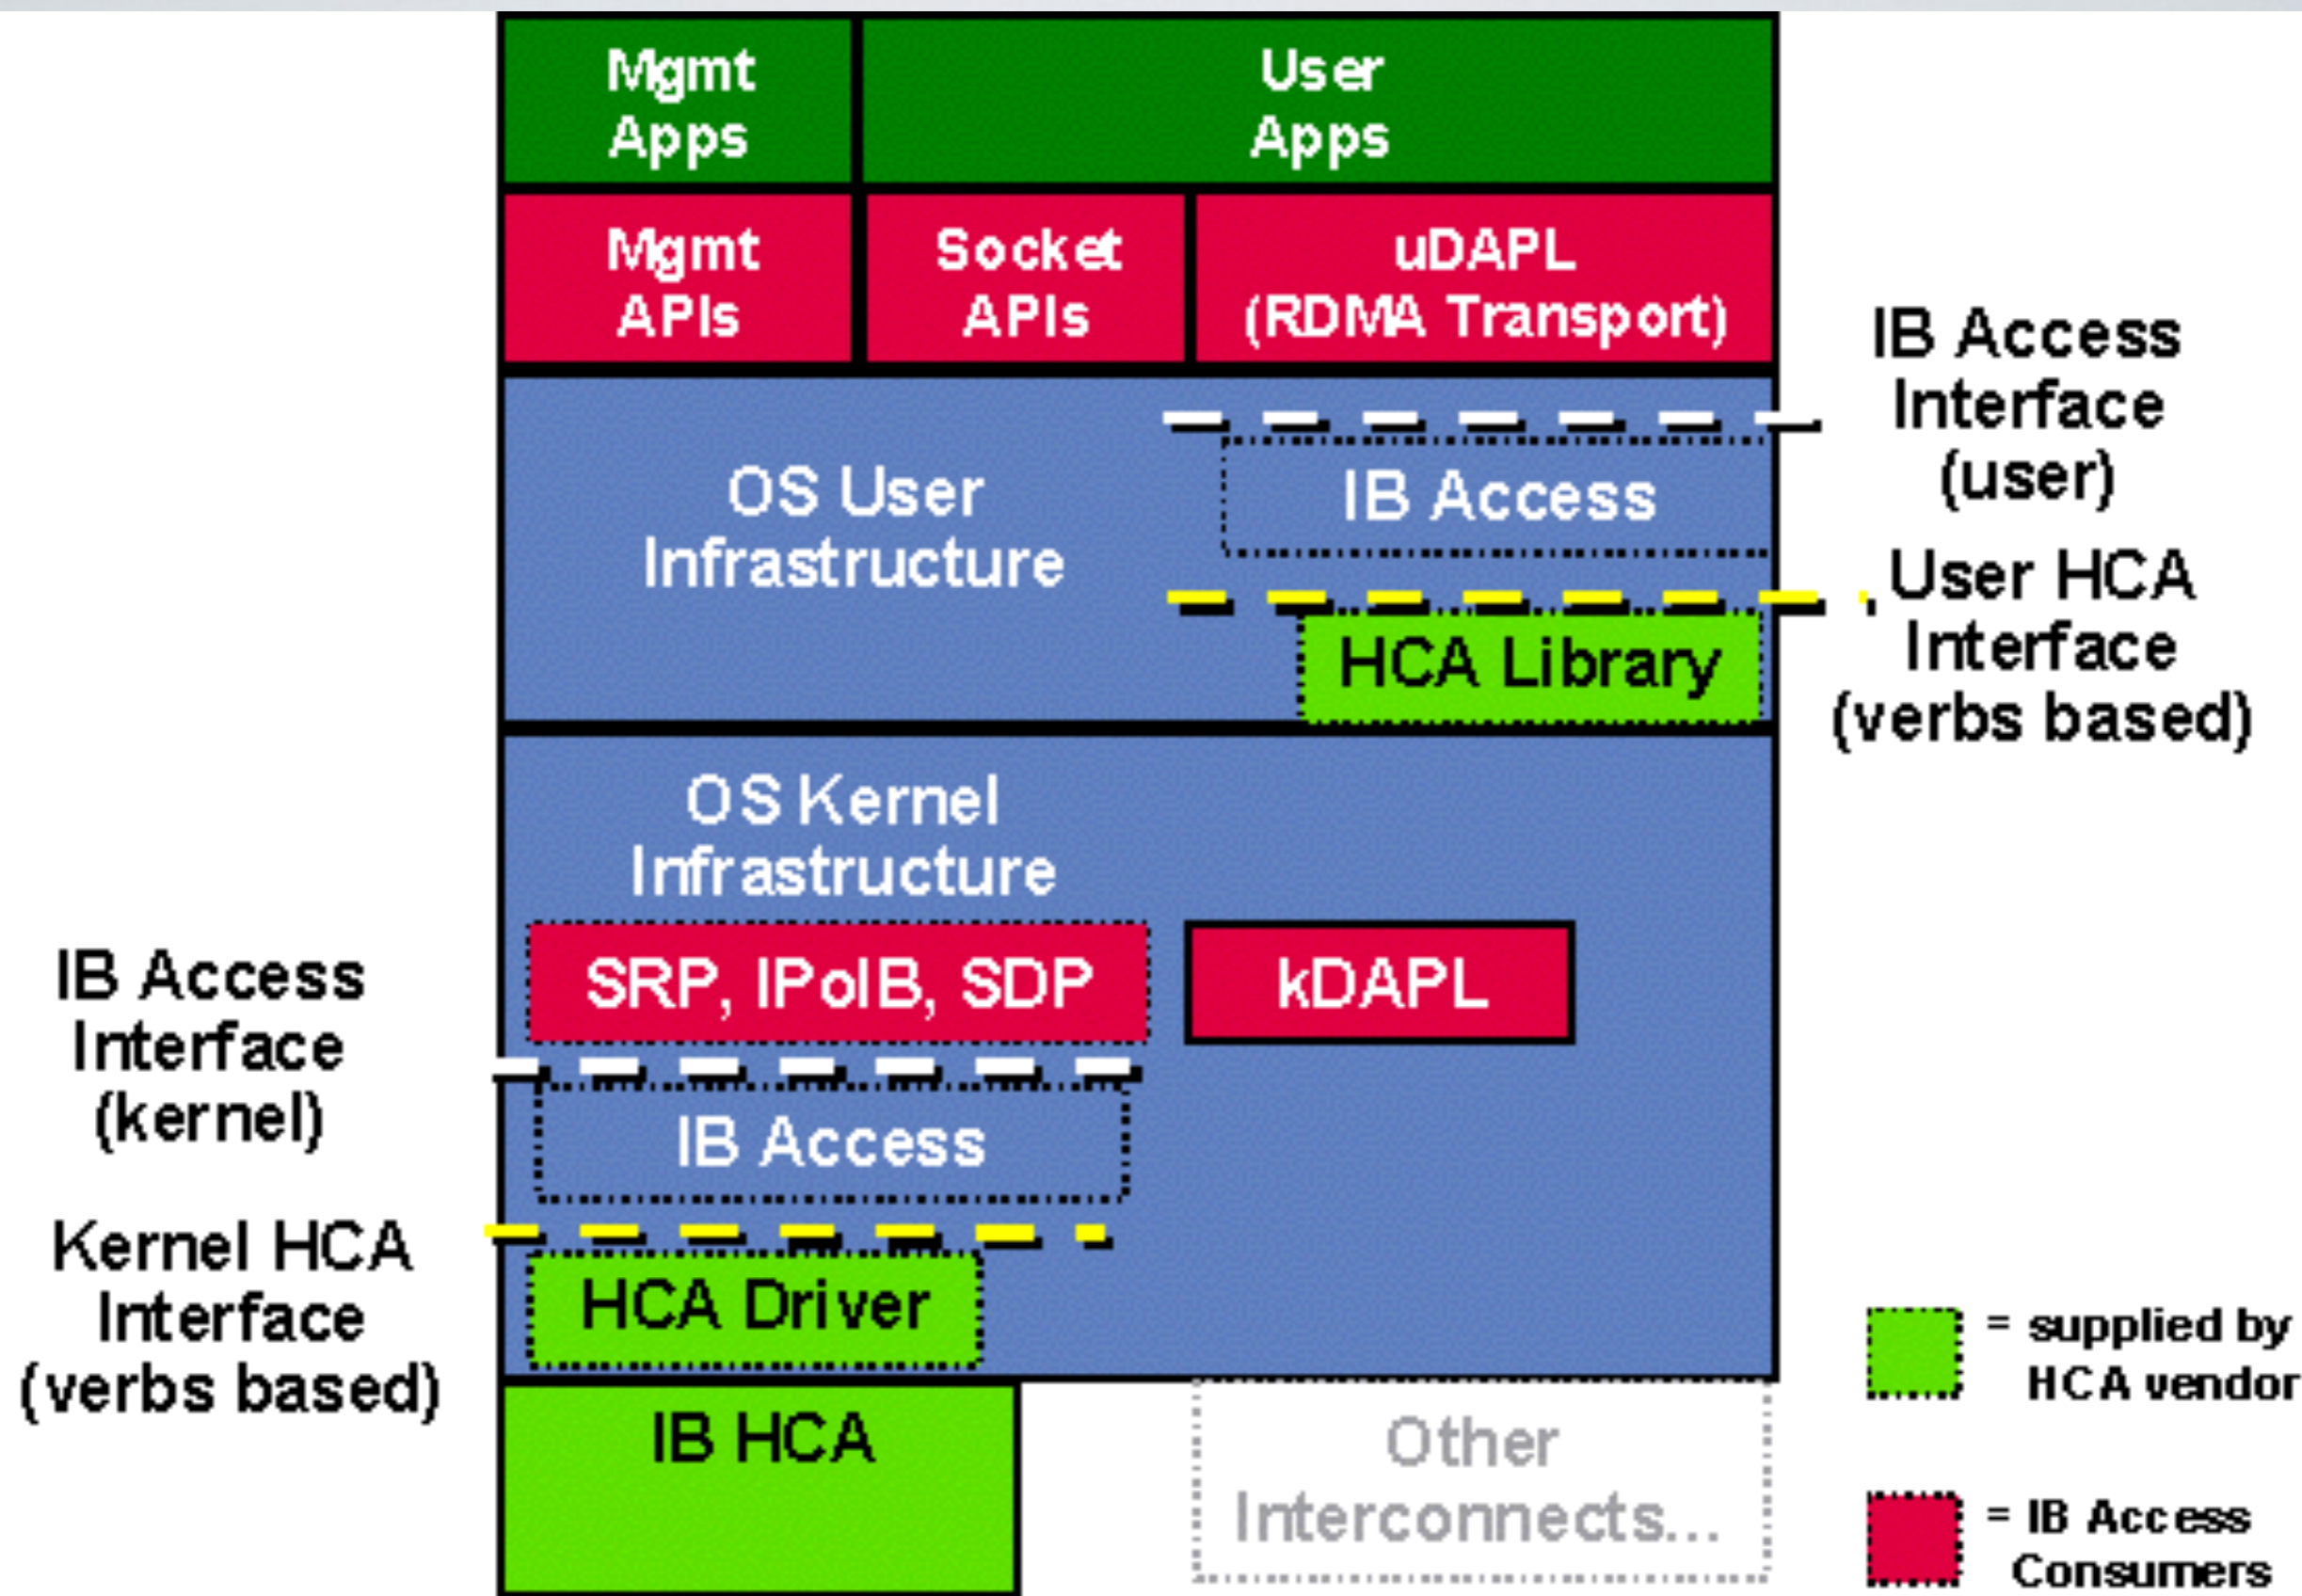 Mgmt
Apps
User
Apps
Mgmt
APIs
Socket
APIs
uDAPL
(RDMA Transport)
IB Access
Interface
(user)
OS User
Infrastructure
IB Access
User HCA
Interface
(verbs based)
HCA Library
OS Kernel
Infrastructure
SRP, IPoIB, SDP
kDAPL
IB Access
Interface
(kernel)
IB Access
Kernel HCA
Interface
(verbs based)
HCA Driver
IB HCA
Other
Interconnects...
= supplied by
HCA vendor
= IB Access
Consumers